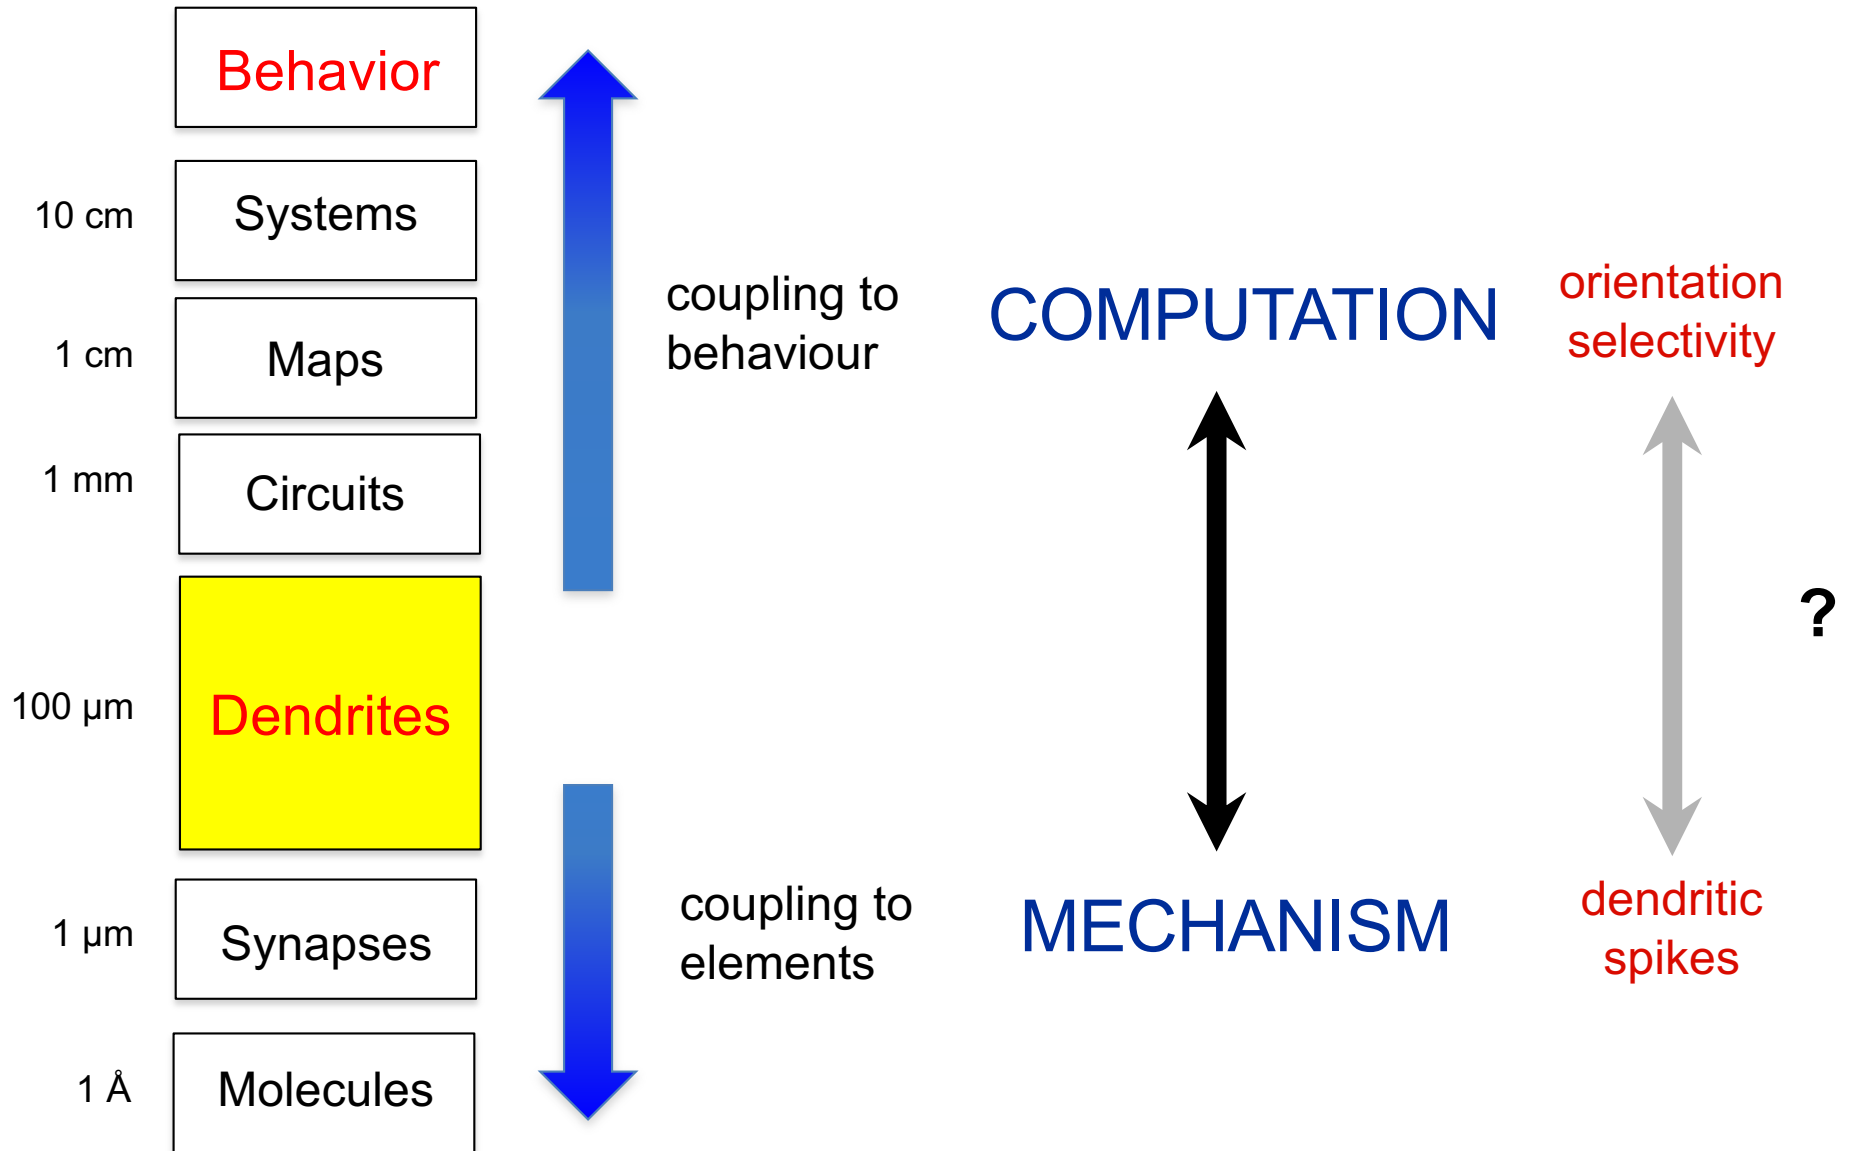 Behavior
10 cm
Systems
1 cm
Maps
1 mm
Circuits
100 µm
Dendrites
1 µm
Synapses
1 Å
Molecules
coupling to
behaviour
coupling to
elements
COMPUTATION
MECHANISM
orientation
selectivity
?
dendritic
spikes